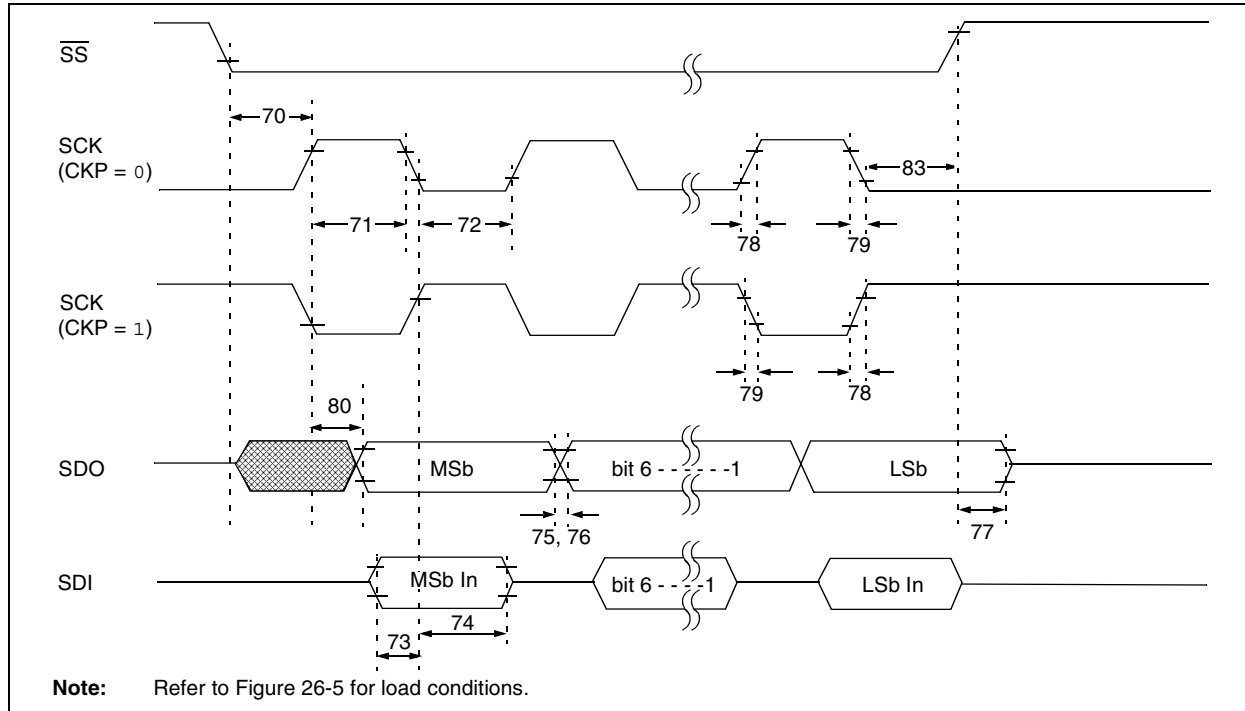 SS
70
SCK
(CKP = 0)
83
71
72
78
79
SCK
(CKP = 1)
79
78
80
SDO
MSb
bit 6 - - - - - -1
LSb
75, 76
77
SDI
MSb In
bit 6 - - - -1
LSb In
74
73
Note: Refer to Figure 26-5 for load conditions.